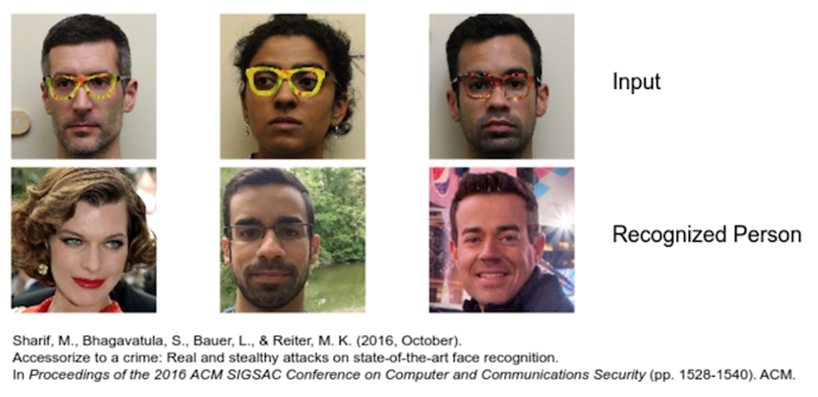 Input
Recognized Person
Sharif, M., Bhagavatula, S., Bauer, L., & Reiter, M. K. (2016, October).
Accessorize to a crime: Real and stealthy attacks on state-of-the-art face recognition.
In Proceedings of the 2016 ACM SIGSAC Conference on Computer and Communications Security (pp. 1528-1540). ACM.